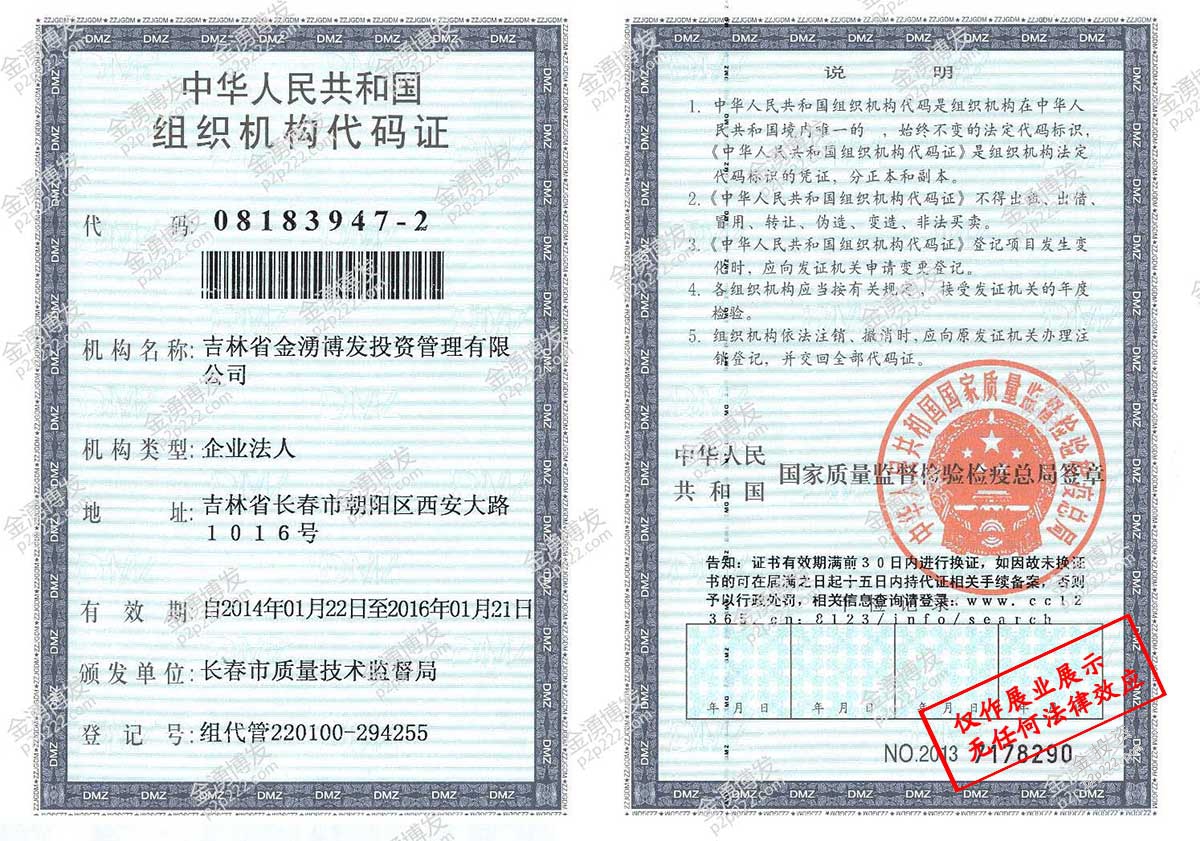 中华人民共和国
组织机构代码证
代 码: 08183947-2
机构名称: 吉林省金湧博发投资管理有限
公司
机构类型: 企业法人
地 址: 吉林省长春市朝阳区西安大路
1016号
有 效 期: 自2014年01月22日至2016年01月21日
颁发单位: 长春市质量技术监督局
登 记 号: 组代管220100-294255
说 明
1. 中华人民共和国组织机构代码是组织机构在中华人
民共和国境内唯一的 、始终不变的法定代码标识,
《中华人民共和国组织机构代码证》是组织机构法定
代码标识的凭证，分正本和副本。
2.《中华人民共和国组织机构代码证》不得出租、出借、
冒用、转让、伪造、变造、非法买卖。
3.《中华人民共和国组织机构代码证》登记项目发生变
化时，应向发证机关申请变更登记。
4. 各组织机构应当按有关规定，接受发证机关的年度
检验。
5. 组织机构依法注销、撤消时，应向原发证机关办理注
销登记，并交回全部代码证。
中华人民
共和国 国家质量监督检验检疫总局签章
中华人民共和国国家质量监督检验检疫总局
告知：证书有效期满前30日内进行换证，如因故未换证
书的可在届满之日起十五日内持代证相关手续备案，否则
予以行政处罚，相关信息查询请登录：www.cc12
365.cn:8123/info/search
年 月 日 年 月 日 年 月 日
仅作展业展示
无任何法律效应
NO.2013 7178290
金湧博发
p2p222.com
DMZ
ZZJGDM